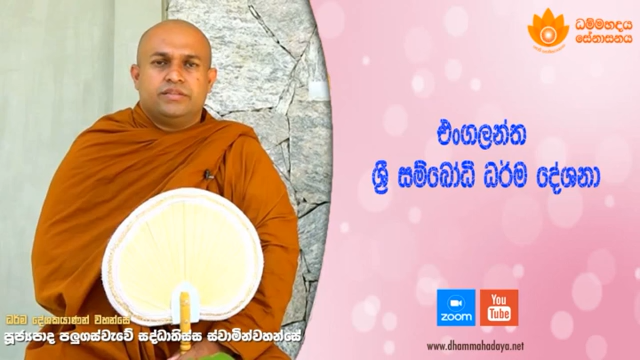 ධම්මහදය
සේනාසනය
එංගලන්ත
ශ්‍රී සම්බෝධි ධර්ම දේශනා
ධර්ම දේශකයාණන් වහන්සේ
පූජ්‍යපාද පලුගස්වැවේ සද්ධාතිස්ස ස්වාමින්වහන්සේ
zoom
You
Tube
www.dhammahadaya.net